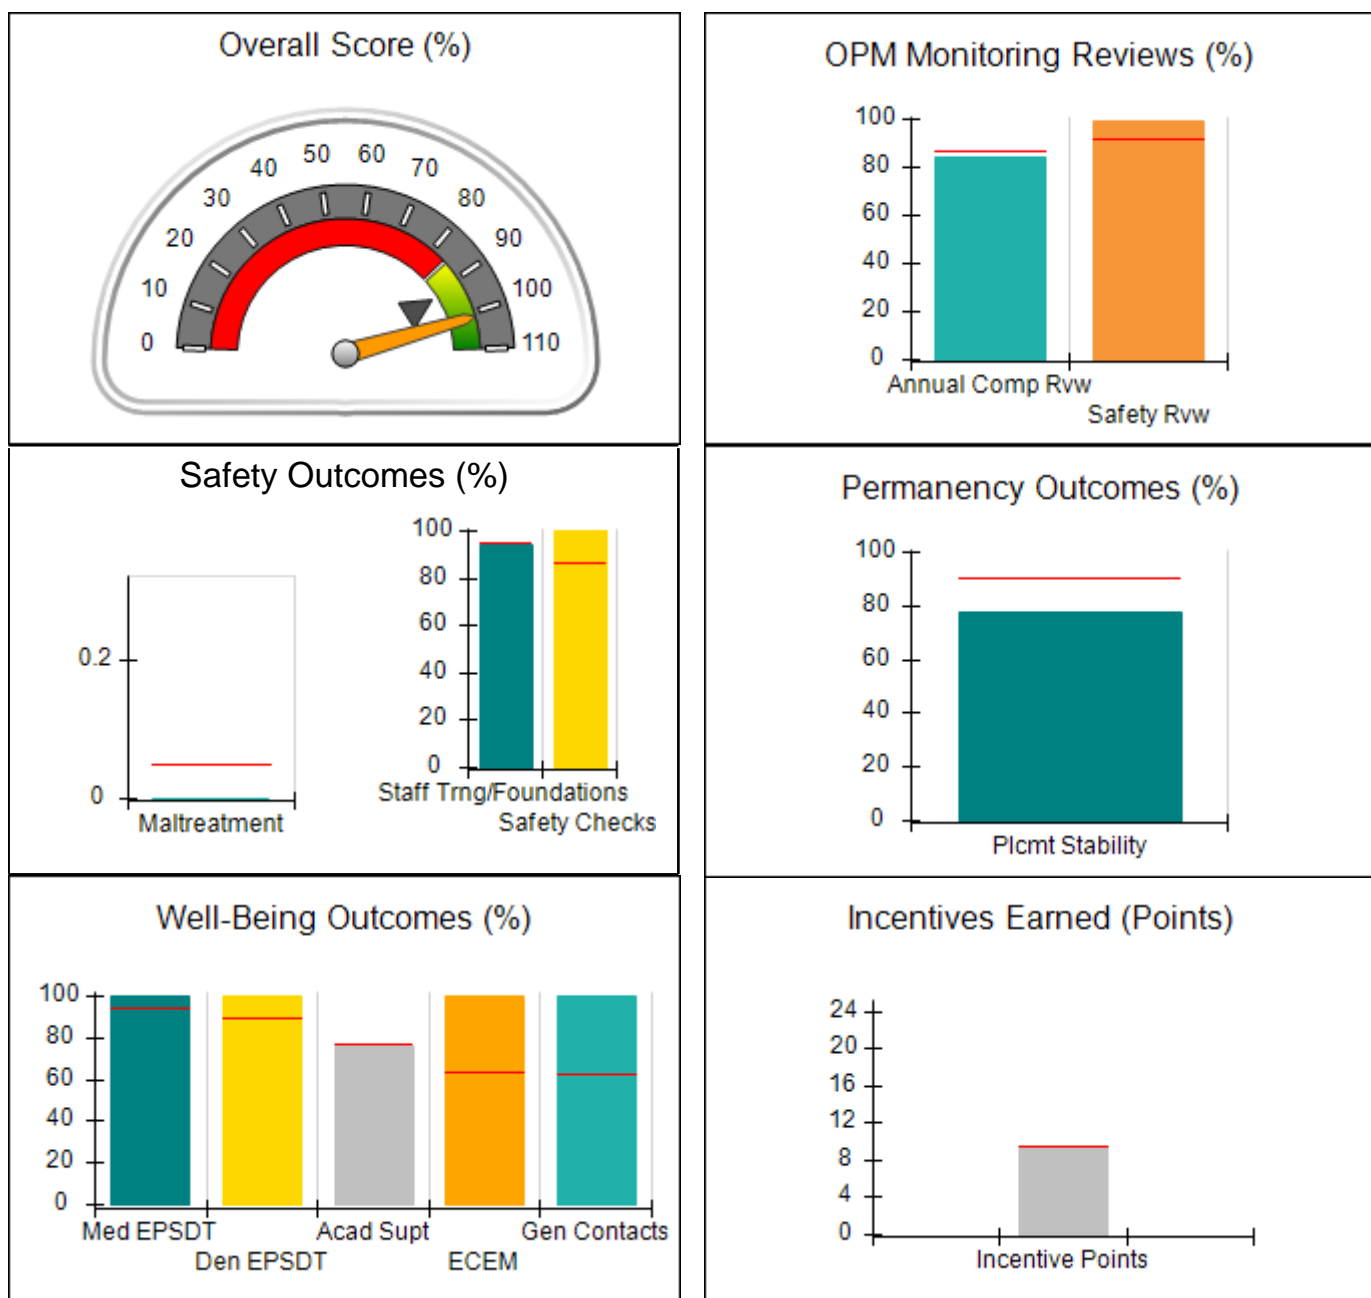 Overall Score (%)
0
10
20
30
40
50
60
70
80
90
100
110
OPM Monitoring Reviews (%)
100
80
60
40
20
0
Annual Comp Rvw
Safety Rvw
Safety Outcomes (%)
0.2
0
Maltreatment
100
80
60
40
20
0
Staff Trng/Foundations
Safety Checks
Permanency Outcomes (%)
100
80
60
40
20
0
Plcmt Stability
Well-Being Outcomes (%)
100
80
60
40
20
0
Med EPSDT
Den EPSDT
Acad Supt
ECEM
Gen Contacts
Incentives Earned (Points)
24
20
16
12
8
4
0
Incentive Points